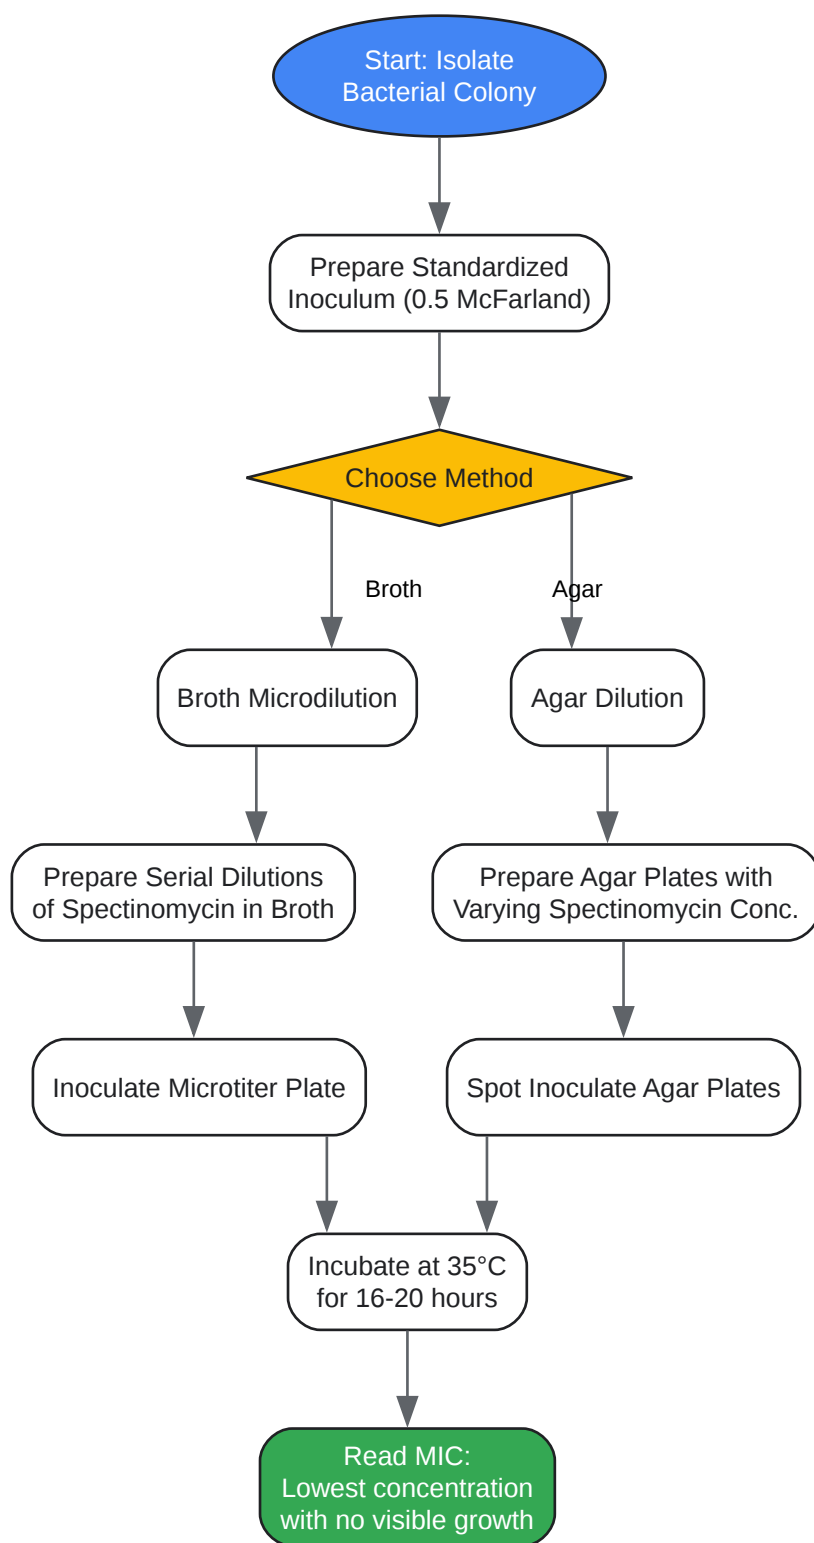 Start: Isolate
Bacterial Colony
Prepare Standardized
Inoculum (0.5 McFarland)
Choose Method
Broth
Agar
Broth Microdilution
Agar Dilution
Prepare Serial Dilutions
of Spectinomycin in Broth
Prepare Agar Plates with
Varying Spectinomycin Conc.
Inoculate Microtiter Plate
Spot Inoculate Agar Plates
Incubate at 35°C
for 16-20 hours
Read MIC:
Lowest concentration
with no visible growth